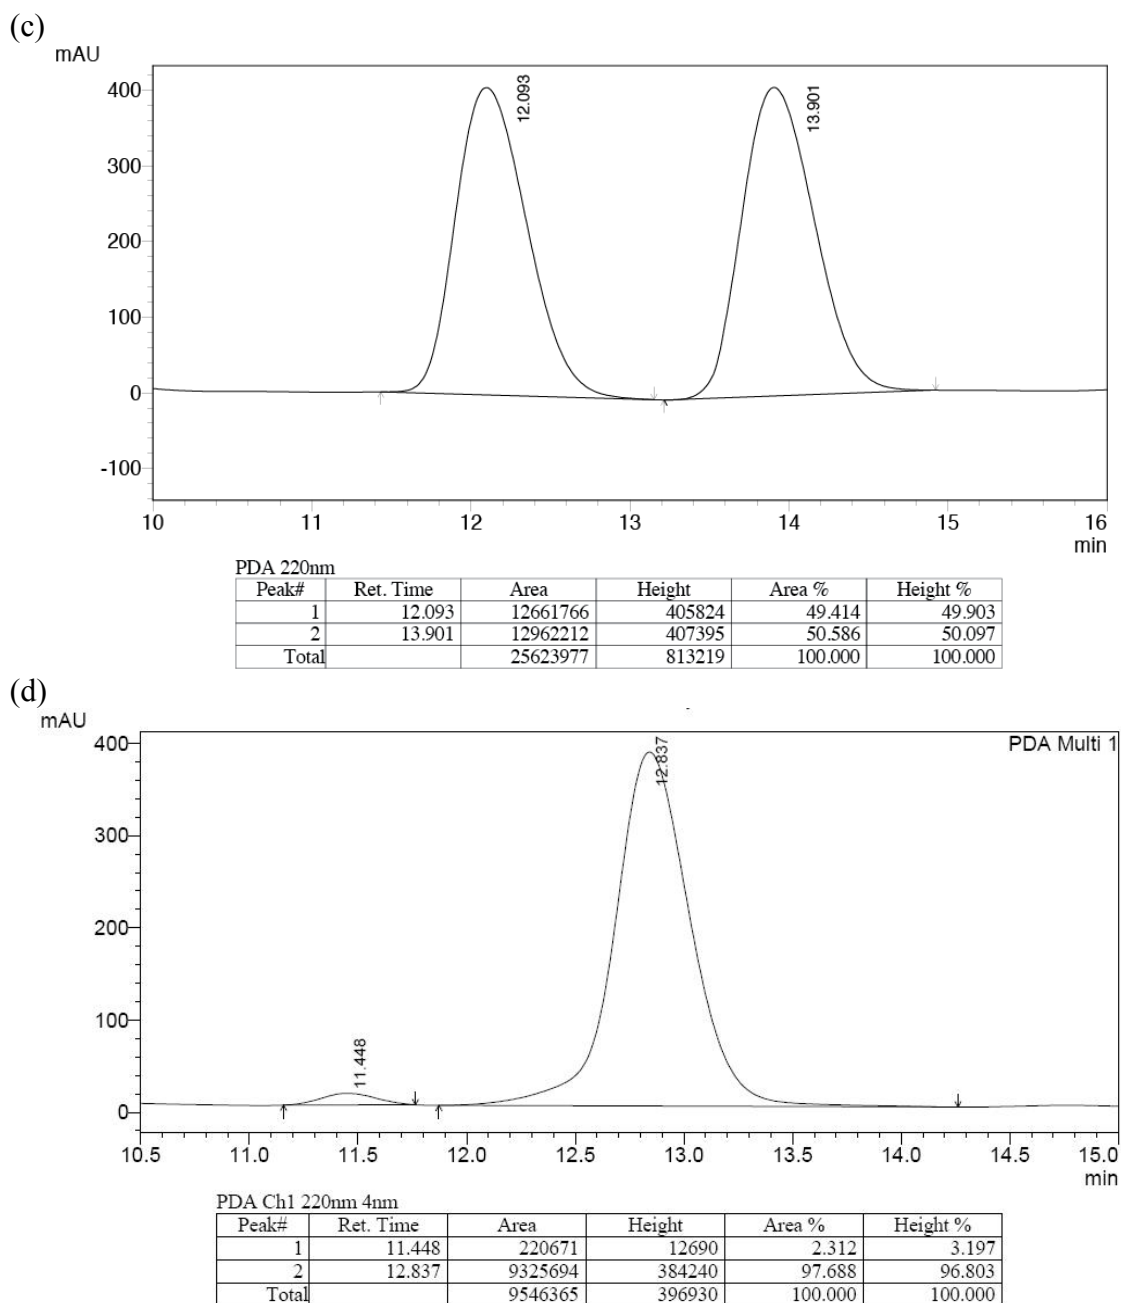 (c)
mAU
400
300
200
100
0
-100
12.093
13.901
10 11 12 13 14 15 16
min
PDA 220nm
Peak# Ret. Time Area Height Area % Height %
1 12.093 12661766 405824 49.414 49.903
2 13.901 12962212 407395 50.586 50.097
Total 25623977 813219 100.000 100.000
(d)
mAU
PDA Multi 1
400
300
200
100
0
11.448
12.837
10.5 11.0 11.5 12.0 12.5 13.0 13.5 14.0 14.5 15.0
min
PDA Ch1 220nm 4nm
Peak# Ret. Time Area Height Area % Height %
1 11.448 220671 12690 2.312 3.197
2 12.837 9325694 384240 97.688 96.803
Total 9546365 396930 100.000 100.000